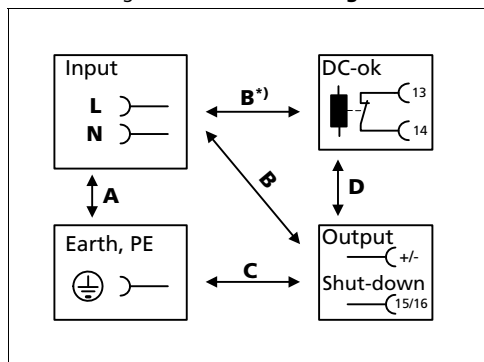 Input
L
N
B*)
DC-ok
13
14
A
B
D
Earth, PE
C
Output
+/-
Shut-down
15/16